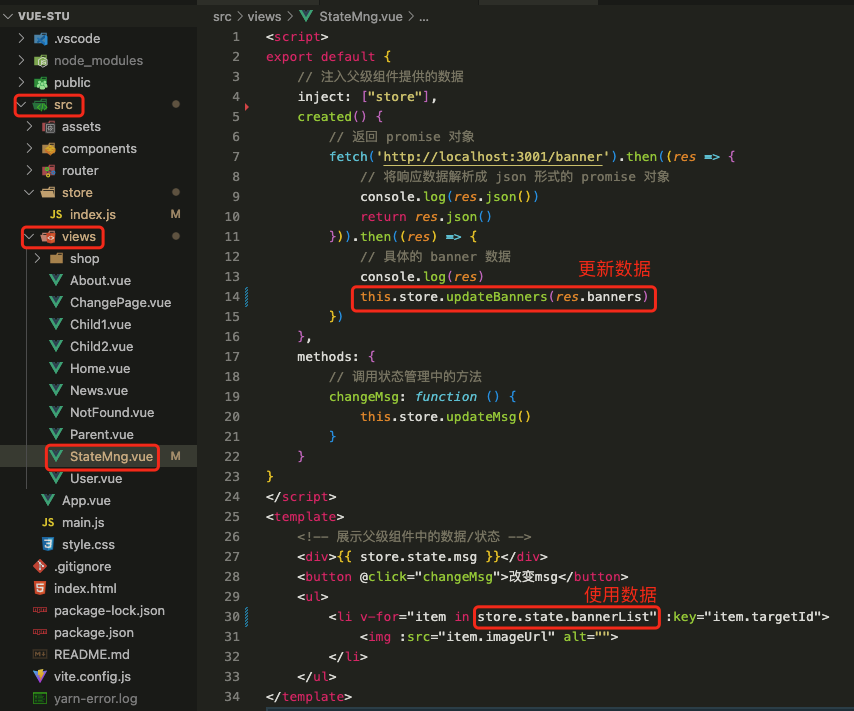 VUE-STU
.vscode
node_modules
public
src
assets
components
router
store
JS index.js M
views
shop
About.vue
ChangePage.vue
Child1.vue
Child2.vue
Home.vue
News.vue
NotFound.vue
Parent.vue
StateMng.vue M
User.vue
App.vue
JS main.js
style.css
.gitignore
index.html
package-lock.json
package.json
README.md
vite.config.js
yarn-error.log
src > views > StateMng.vue > ...
1 <script>
2 export default {
3 // 注入父级组件提供的数据
4 inject: ["store"],
5 created() {
6 // 返回 promise 对象
7 fetch('http://localhost:3001/banner').then((res => {
8 // 将响应数据解析成 json 形式的 promise 对象
9 console.log(res.json())
10 return res.json()
11 })).then((res) => {
12 // 具体的 banner 数据
13 console.log(res)
更新数据
14 this.store.updateBanners(res.banners)
15 })
16 },
17 methods: {
18 // 调用状态管理中的方法
19 changeMsg: function () {
20 this.store.updateMsg()
21 }
22 }
23 }
24 </script>
25 <template>
26 <!-- 展示父级组件中的数据/状态 -->
27 <div>{{ store.state.msg }}</div>
28 <button @click="changeMsg">改变msg</button>
29 <ul>
使用数据
30 <li v-for="item in store.state.bannerList" :key="item.targetId">
31 <img :src="item.imageUrl" alt="">
32 </li>
33 </ul>
34 </template>